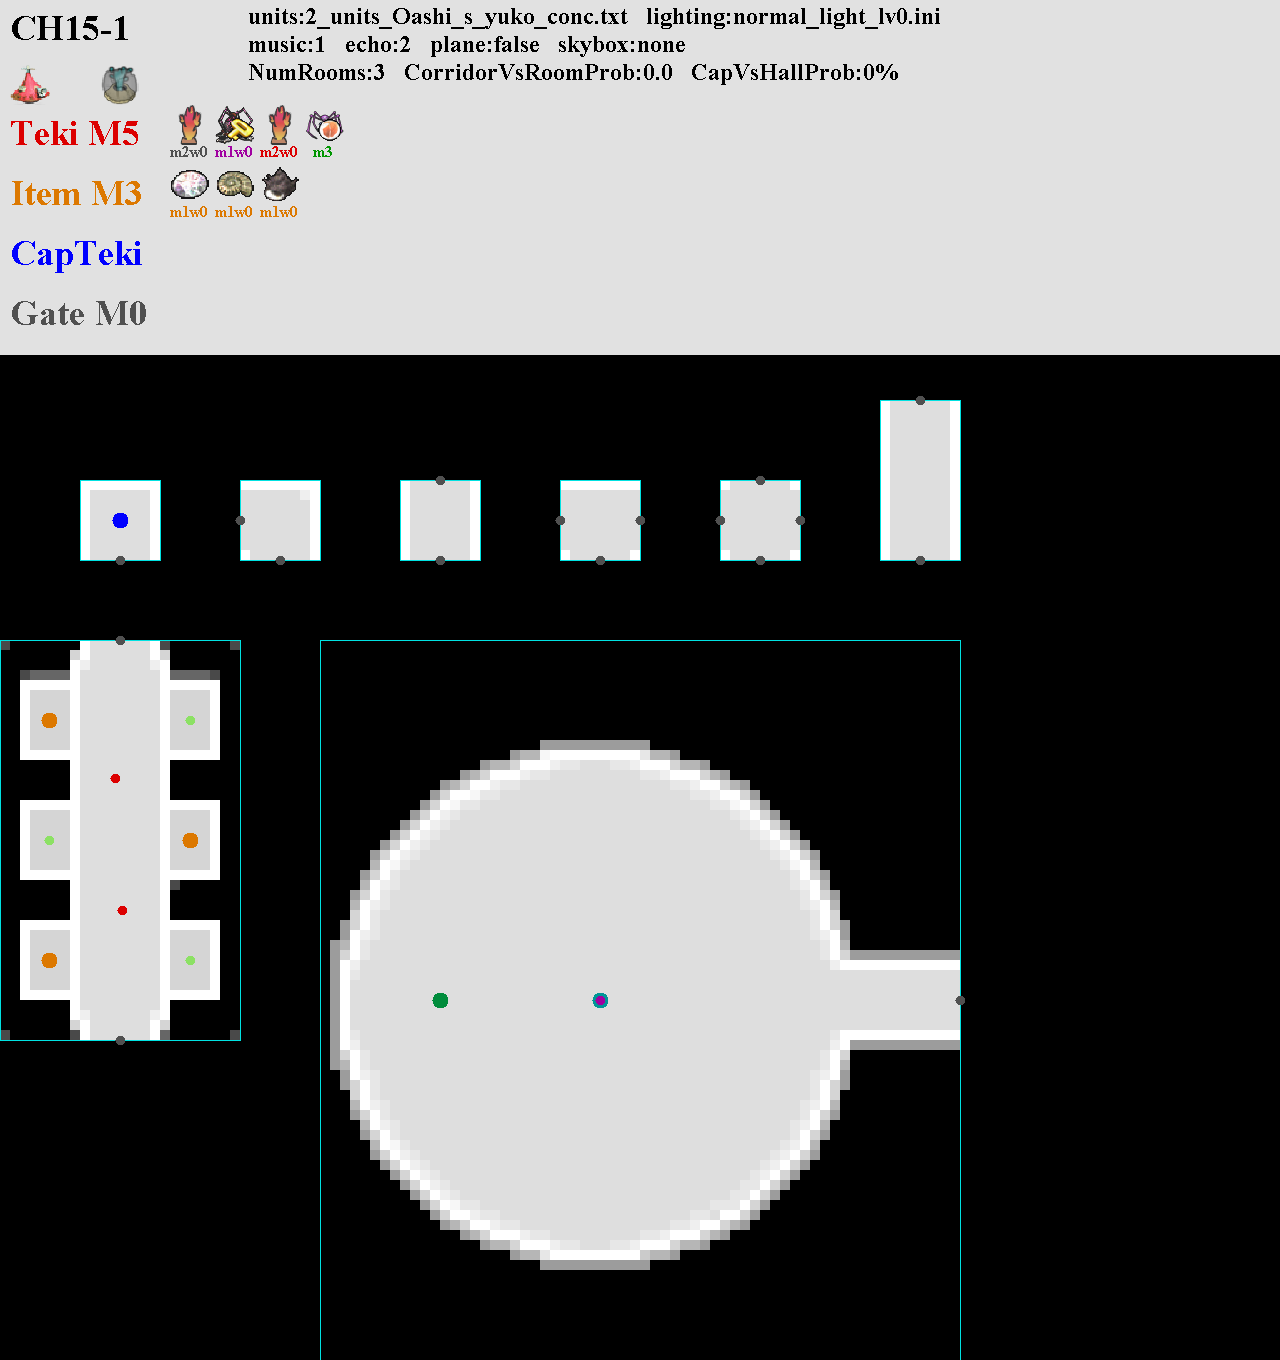 CH15-1
units:2_units_Oashi_s_yuko_conc.txt lighting:normal_light_lv0.ini
music:1 echo:2 plane:false skybox:none
NumRooms:3 CorridorVsRoomProb:0.0 CapVsHallProb:0%
Teki M5
m2w0 m1w0 m2w0 m3
Item M3
m1w0 m1w0 m1w0
CapTeki
Gate M0